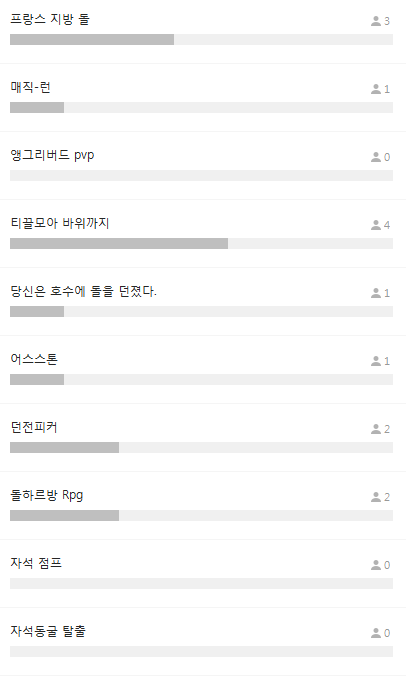 프랑스 지방 돌 3
매직-런 1
앵그리버드 pvp 0
티끌모아 바위까지 4
당신은 호수에 돌을 던졌다. 1
어스스톤 1
던전피커 2
돌하르방 Rpg 2
자석 점프 0
자석동굴 탈출 0